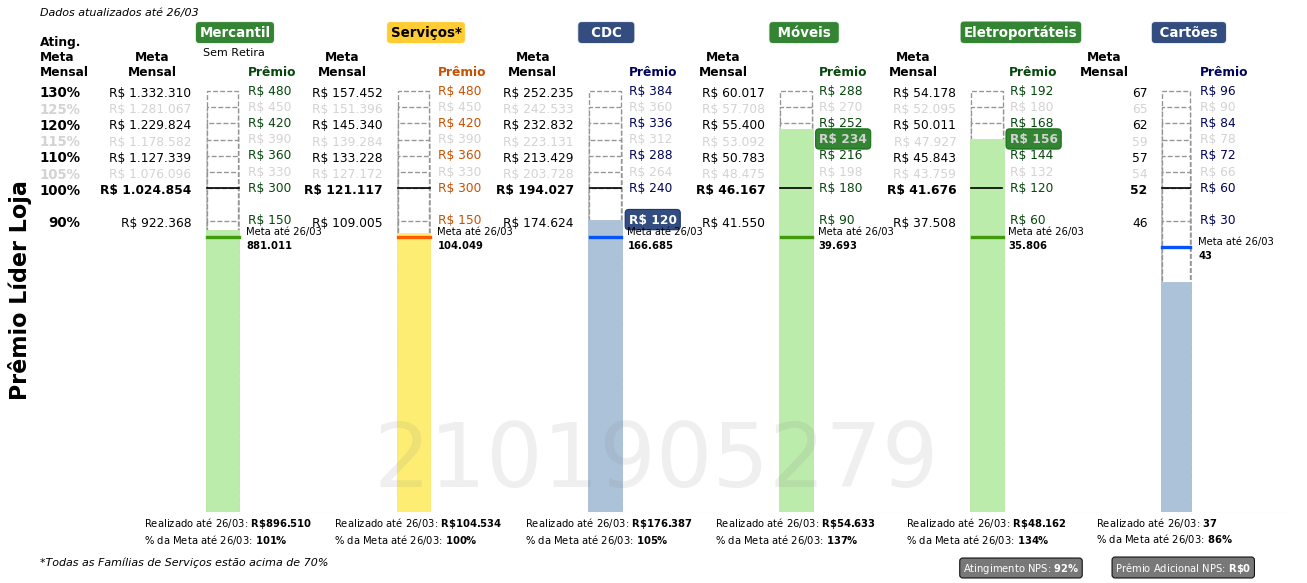 Dados atualizados até 26/03
Mercantil Serviços* CDC Móveis Eletroportáteis Cartões
Sem Retira
Ating. Meta Mensal
Meta Mensal Prêmio Meta Mensal Prêmio Meta Mensal Prêmio Meta Mensal Prêmio Meta Mensal Prêmio Meta Mensal Prêmio
130% R$ 1.332.310 R$ 480 R$ 157.452 R$ 480 R$ 252.235 R$ 384 R$ 60.017 R$ 288 R$ 54.178 R$ 192 67 R$ 96
125% R$ 1.281.067 R$ 450 R$ 151.396 R$ 450 R$ 242.533 R$ 360 R$ 57.708 R$ 270 R$ 52.095 R$ 180 65 R$ 90
120% R$ 1.229.824 R$ 420 R$ 145.340 R$ 420 R$ 232.832 R$ 336 R$ 55.400 R$ 252 R$ 50.011 R$ 168 62 R$ 84
115% R$ 1.178.582 R$ 390 R$ 139.284 R$ 390 R$ 223.131 R$ 312 R$ 53.092 R$ 234 R$ 47.927 R$ 156 59 R$ 78
110% R$ 1.127.339 R$ 360 R$ 133.228 R$ 360 R$ 213.429 R$ 288 R$ 50.783 R$ 216 R$ 45.843 R$ 144 57 R$ 72
105% R$ 1.076.096 R$ 330 R$ 127.172 R$ 330 R$ 203.728 R$ 264 R$ 48.475 R$ 198 R$ 43.759 R$ 132 54 R$ 66
100% R$ 1.024.854 R$ 300 R$ 121.117 R$ 300 R$ 194.027 R$ 240 R$ 46.167 R$ 180 R$ 41.676 R$ 120 52 R$ 60
90% R$ 922.368 R$ 150 R$ 109.005 R$ 150 R$ 174.624 R$ 120 R$ 41.550 R$ 90 R$ 37.508 R$ 60 46 R$ 30
Meta até 26/03 Meta até 26/03 Meta até 26/03 Meta até 26/03 Meta até 26/03 Meta até 26/03
881.011 104.049 166.685 39.693 35.806 43
Prêmio Líder Loja
2101905279
Realizado até 26/03: R$896.510 Realizado até 26/03: R$104.534 Realizado até 26/03: R$176.387 Realizado até 26/03: R$54.633 Realizado até 26/03: R$48.162 Realizado até 26/03: 37
% da Meta até 26/03: 101% % da Meta até 26/03: 100% % da Meta até 26/03: 105% % da Meta até 26/03: 137% % da Meta até 26/03: 134% % da Meta até 26/03: 86%
*Todas as Famílias de Serviços estão acima de 70%
Atingimento NPS: 92% Prêmio Adicional NPS: R$0